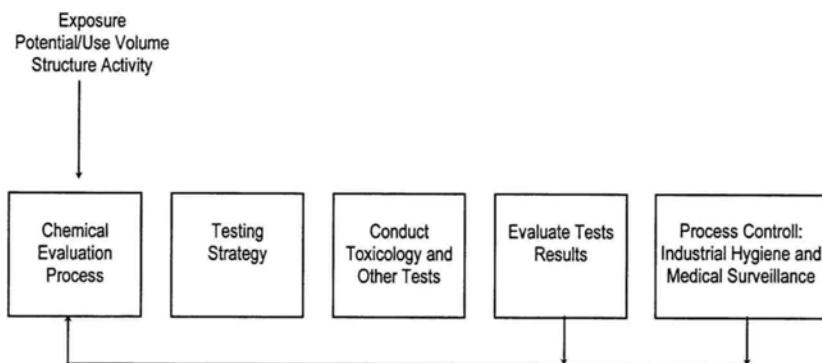 Exposure
Potential/Use Volume
Structure Activity
Chemical
Evaluation
Process
Testing
Strategy
Conduct
Toxicology and
Other Tests
Evaluate Tests
Results
Process Controll:
Industrial Hygiene and
Medical Surveillance